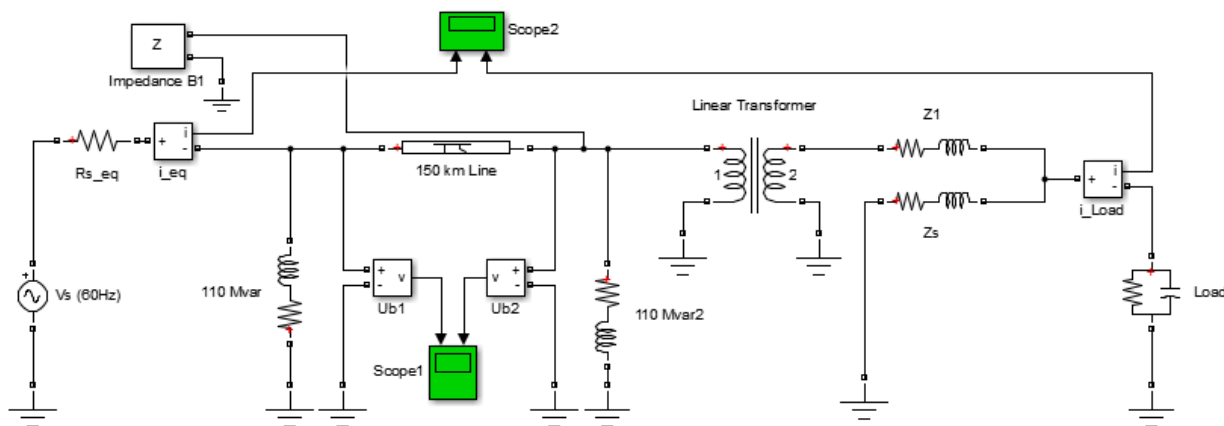 Z
Scope2
Impedance B1
Linear Transformer
Z1
i
-
+
Rs_eq
i_eq
150 km Line
1
2
+
i
-
i_Load
Zs
+
Vs (60Hz)
110 Mvar
+
-
v
Ub1
v
+
-
Ub2
110 Mvar2
Load
Scope1